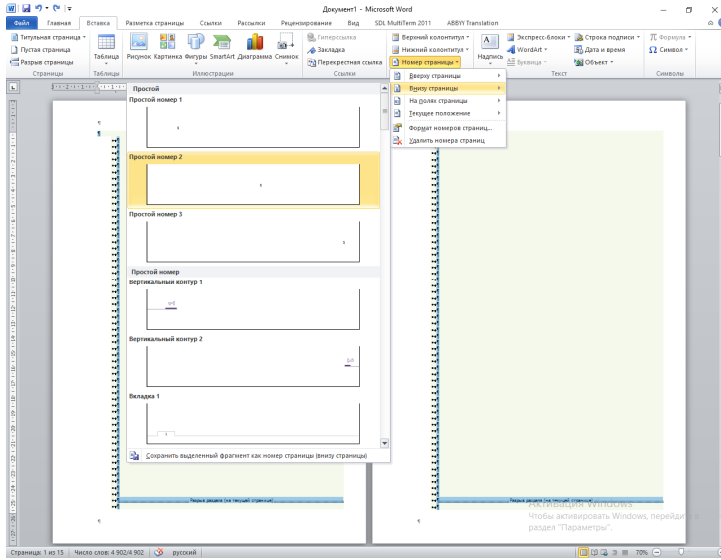 Документ1 - Microsoft Word
Файл Главная Вставка Разметка страницы Ссылки Рассылки Рецензирование Вид SDL MultiTerm 2011 ABBY Translation
Титульная страница
Пустая страница
Разрыв страницы
Страницы
Таблица
Таблицы
Рисунок Картинка Фигуры SmartArt Диаграмма Снимок
Иллюстрации
Гиперссылка
Закладка
Перекрестная ссылка
Ссылки
Верхний колонтитул
Нижний колонтитул
Номер страницы
Надпись
Экспресс-блоки
WordArt
Буквица
Строка подписи
Дата и время
Объект
Текст
Формула
Символ
Символы
Вверху страницы
Внизу страницы
На полях страницы
Текущее положение
Формат номеров страниц...
Удалить номера страниц
Простой
Простой номер 1
Простой номер 2
Простой номер 3
Простой номер
Вертикальный контур 1
Вертикальный контур 2
Вкладка 1
Сохранить выделенный фрагмент как номер страницы (внизу страницы)
Разрыв раздела (на текущей странице)
Разрыв раздела (на текущей странице)
Активация Windows
Чтобы активировать Windows, перейдите в
раздел "Параметры".
Страница: 1 из 15 Число слов: 4 902/4 902 русский 70%